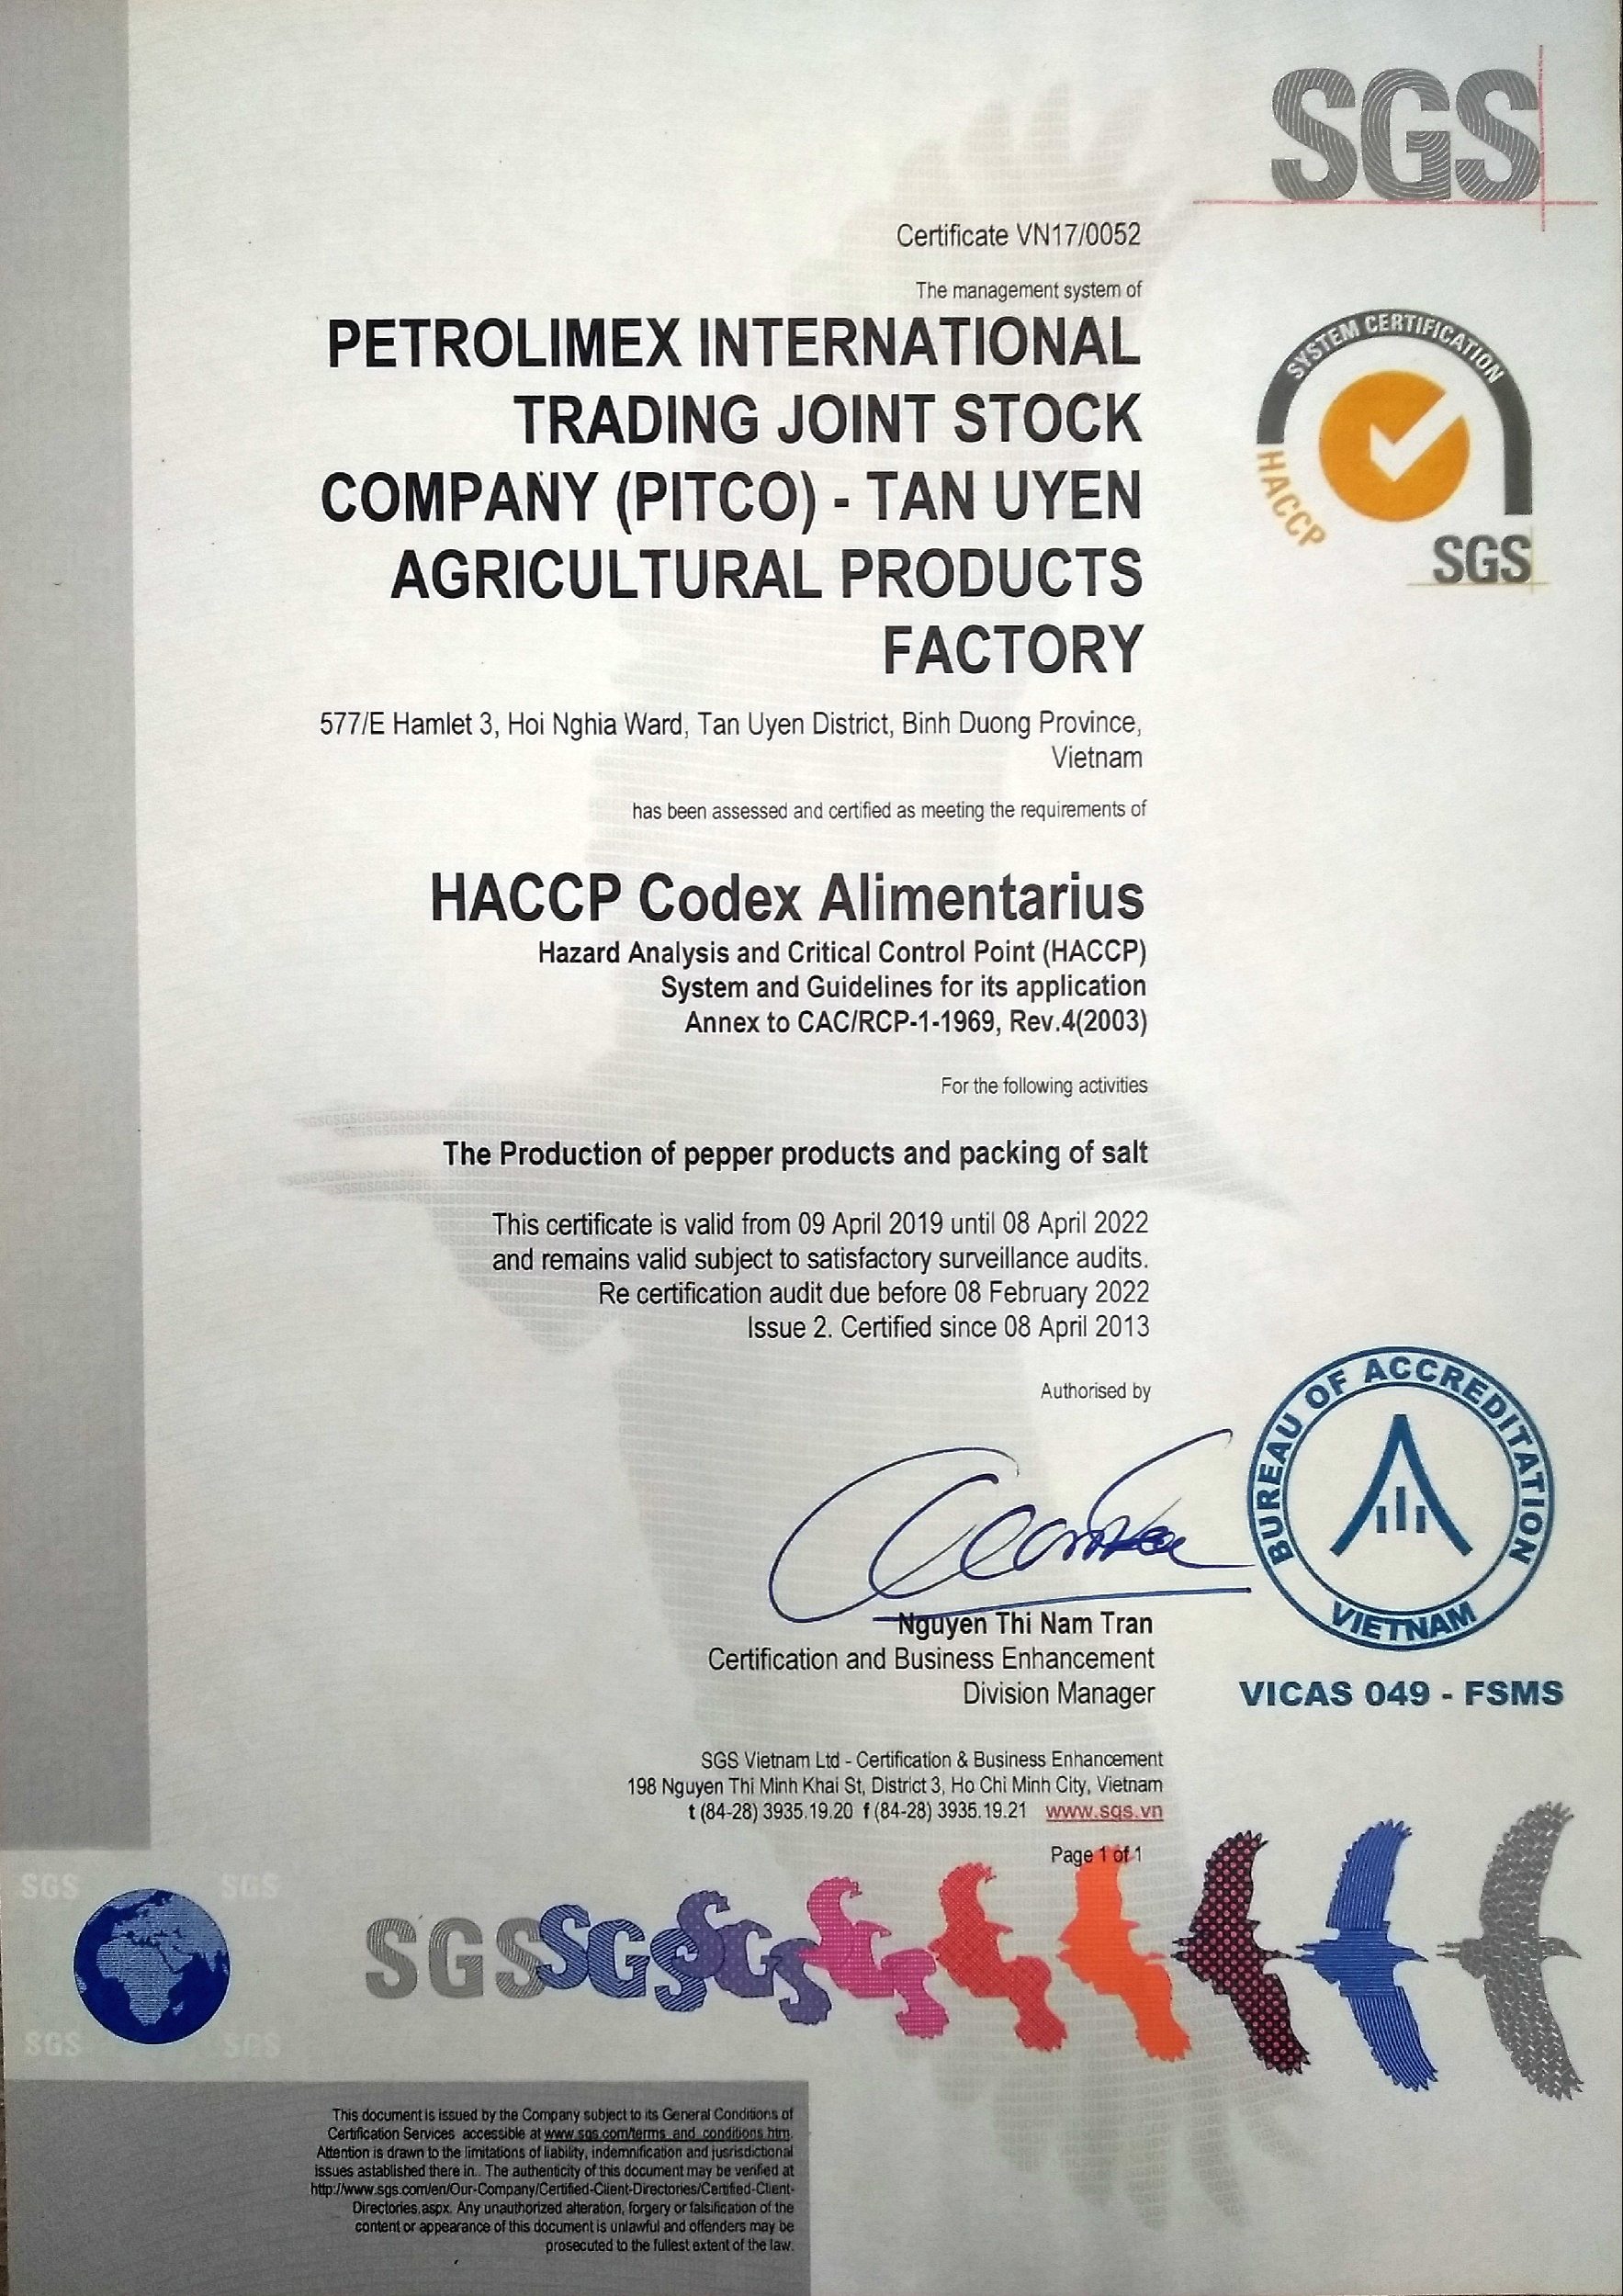 SGS
Certificate VN17/0052
The management system of
PETROLIMEX INTERNATIONAL
TRADING JOINT STOCK
COMPANY (PITCO) - TAN UYEN
AGRICULTURAL PRODUCTS
FACTORY
SYSTEM CERTIFICATION
HACCP
SGS
577/E Hamlet 3, Hoi Nghia Ward, Tan Uyen District, Binh Duong Province,
Vietnam
has been assessed and certified as meeting the requirements of
HACCP Codex Alimentarius
Hazard Analysis and Critical Control Point (HACCP)
System and Guidelines for its application
Annex to CAC/RCP-1-1969, Rev.4(2003)
For the following activities
The Production of pepper products and packing of salt
This certificate is valid from 09 April 2019 until 08 April 2022
and remains valid subject to satisfactory surveillance audits.
Re certification audit due before 08 February 2022
Issue 2. Certified since 08 April 2013
Authorised by
BUREAU OF ACCREDITATION
VIETNAM
VICAS 049 - FSMS
Nguyen Thi Nam Tran
Certification and Business Enhancement
Division Manager
SGS Vietnam Ltd - Certification & Business Enhancement
198 Nguyen Thi Minh Khai St, District 3, Ho Chi Minh City, Vietnam
t (84-28) 3935.19.20 f (84-28) 3935.19.21 www.sgs.vn
Page 1 of 1
SGS SGS
SGS SGS
SGS SGS SGS
This document is issued by the Company subject to its General Conditions of
Certification Services accessible at www.sgs.com/terms_and_conditions.htm.
Attention is drawn to the limitations of liability, indemnification and jusrisdictional
issues astablished there in.. The authenticity of this document may be verified at
http://www.sgs.com/en/Our-Company/Certified-Client-Directories/Certified-Client-
Directories.aspx. Any unauthorized alteration, forgery or falsification of the
content or appearance of this document is unlawful and offenders may be
prosecuted to the fullest extent of the law.